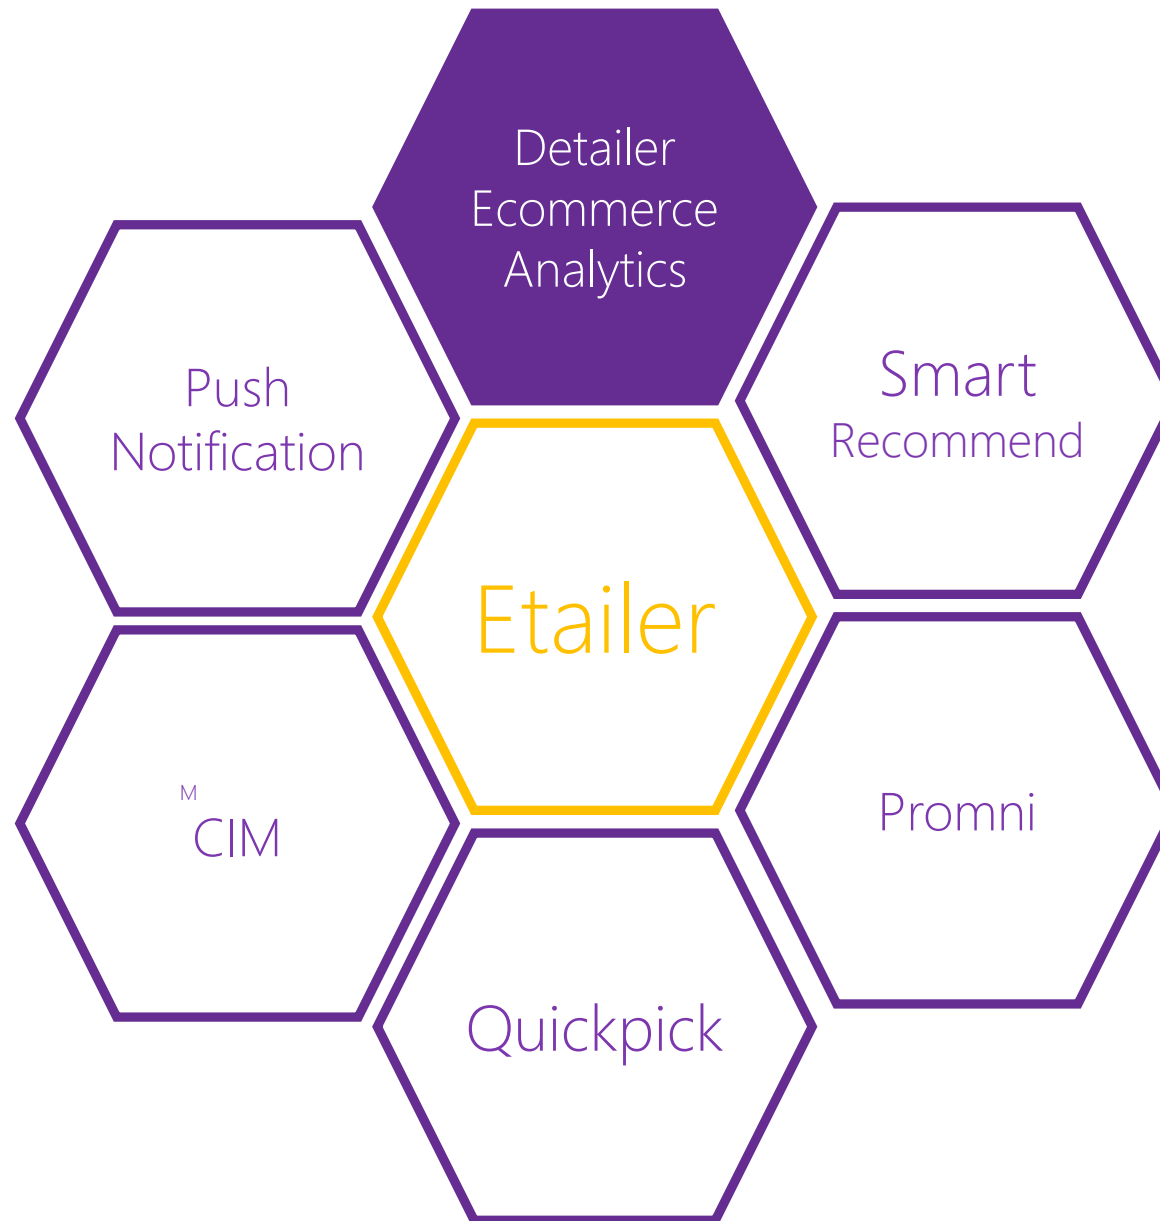 Detailer
Ecommerce
Analytics
Push
Notification
Smart
Recommend
Etailer
M
CIM
Promni
Quickpick